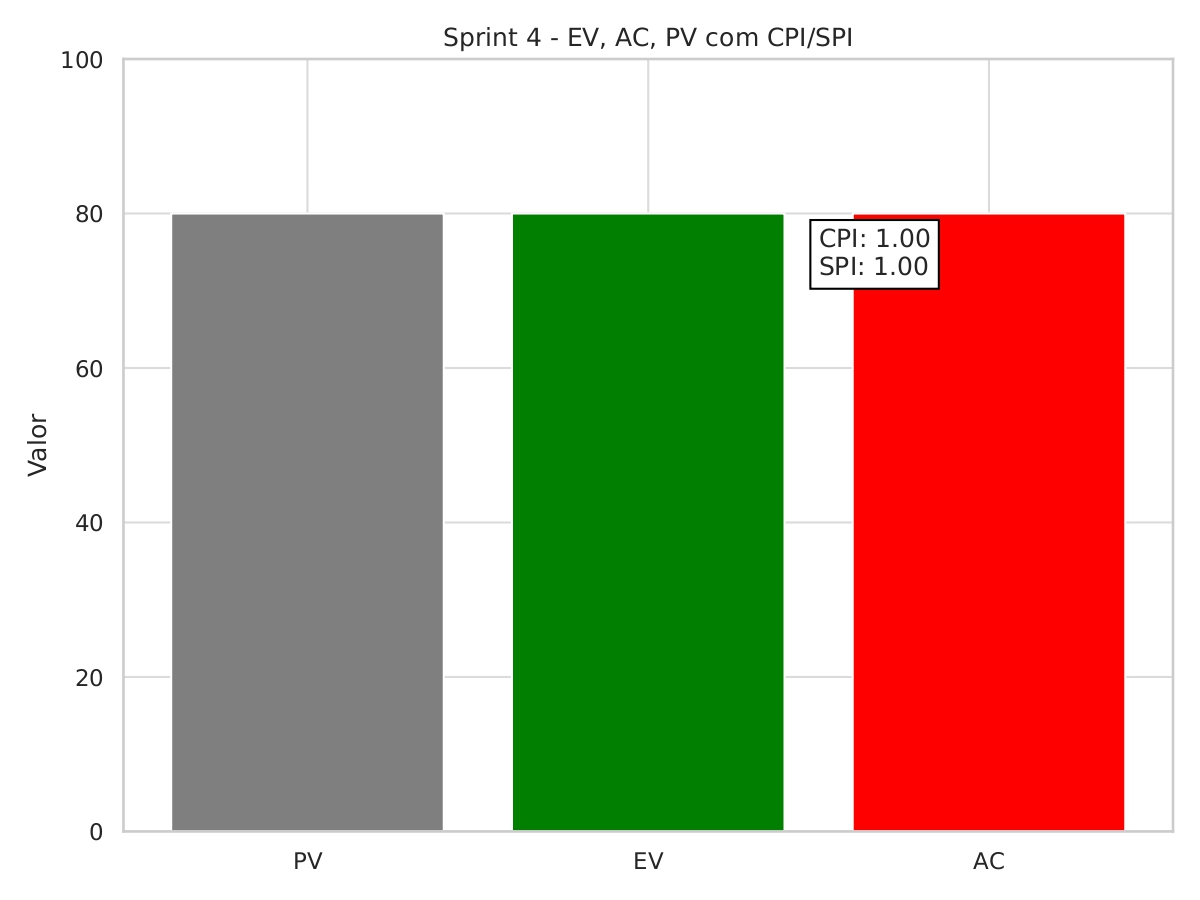 Sprint 4 - EV, AC, PV com CPI/SPI
100
80
60
40
20
0
Valor
CPI: 1.00
SPI: 1.00
PV
EV
AC